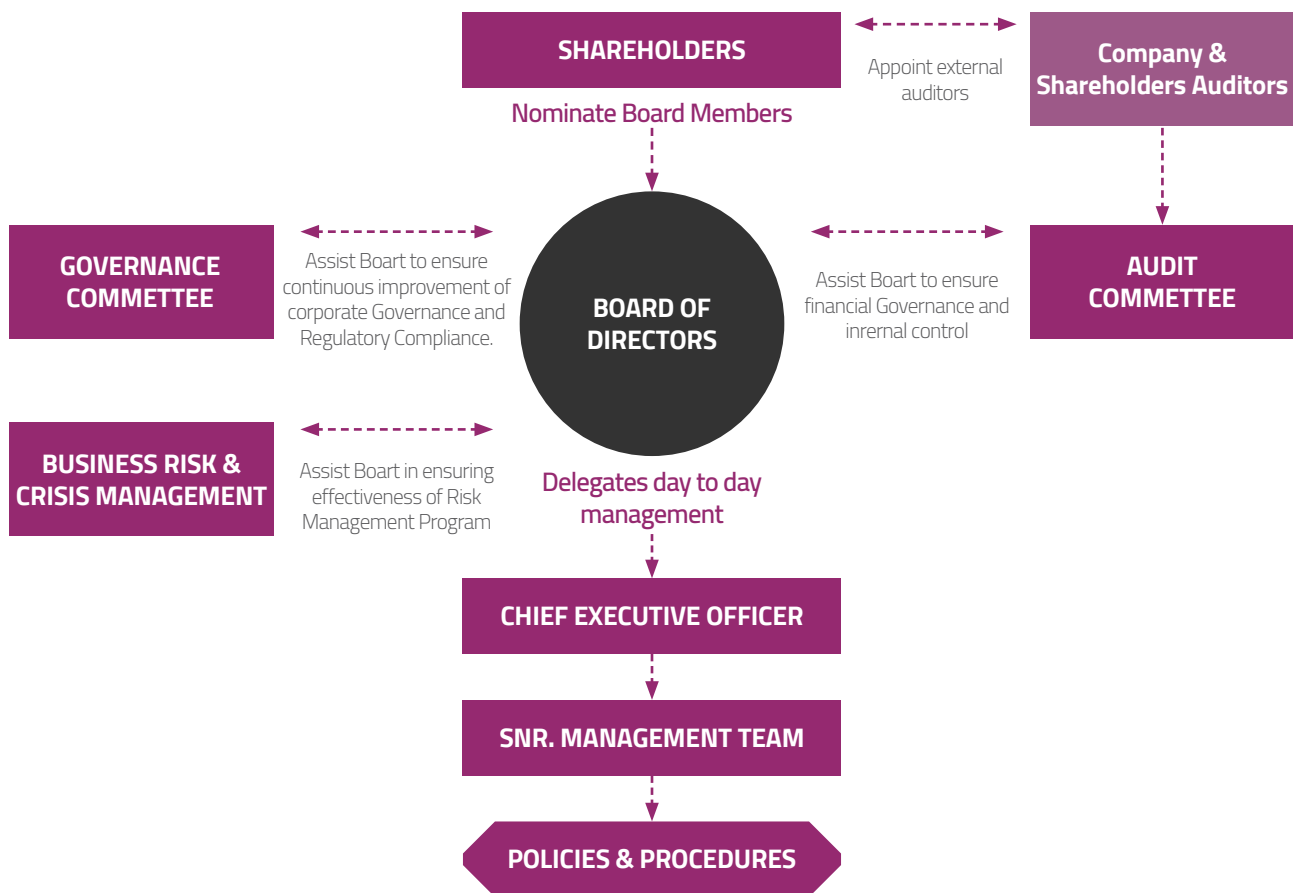 SHAREHOLDERS
Appoint external
auditors
Company &
Shareholders Auditors
Nominate Board Members
GOVERNANCE
COMMETTEE
Assist Boart to ensure
continuous improvement of
corporate Governance and
Regulatory Compliance.
BOARD OF
DIRECTORS
Assist Boart to ensure
financial Governance and
inrernal control
AUDIT
COMMETTEE
BUSINESS RISK &
CRISIS MANAGEMENT
Assist Boart in ensuring
effectiveness of Risk
Management Program
Delegates day to day
management
CHIEF EXECUTIVE OFFICER
SNR. MANAGEMENT TEAM
POLICIES & PROCEDURES